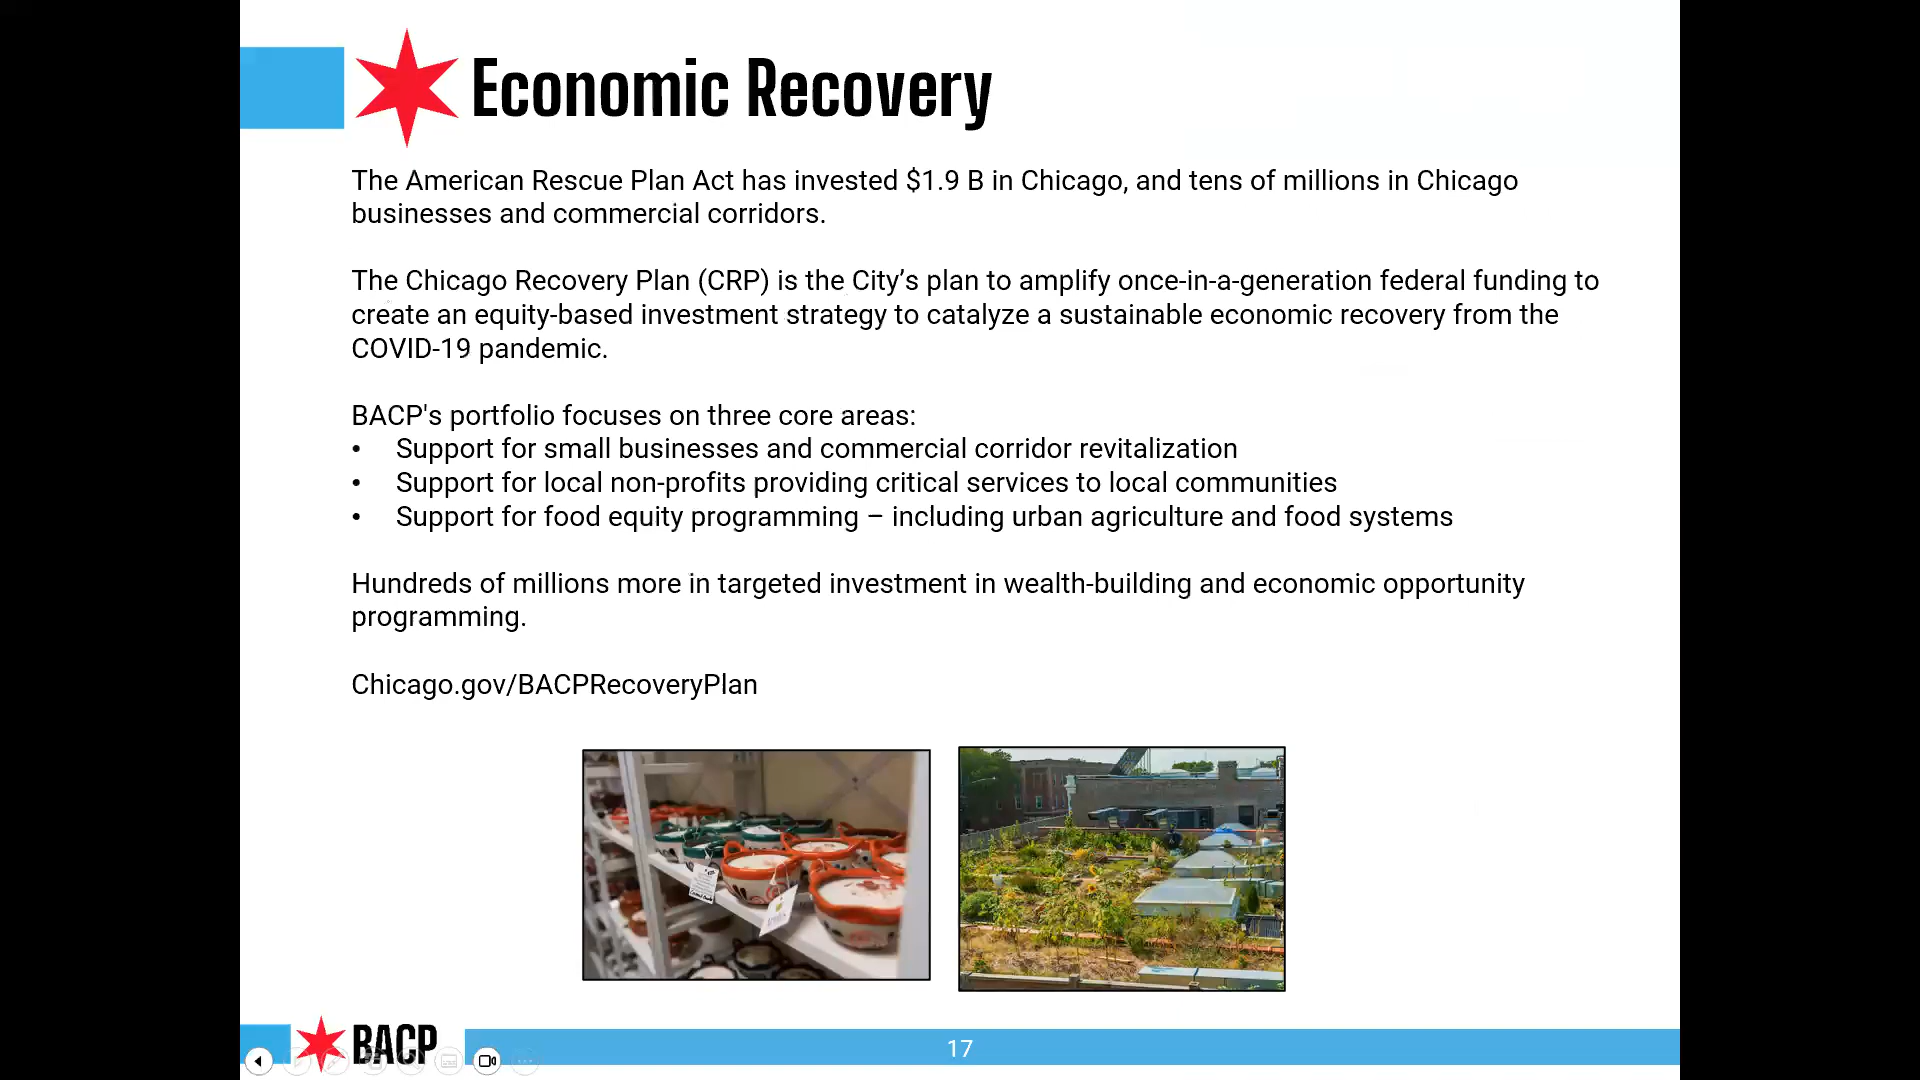 Economic Recovery
The American Rescue Plan Act has invested $1.9 B in Chicago, and tens of millions in Chicago
businesses and commercial corridors.
The Chicago Recovery Plan (CRP) is the City’s plan to amplify once-in-a-generation federal funding to
create an equity-based investment strategy to catalyze a sustainable economic recovery from the
COVID-19 pandemic.
BACP's portfolio focuses on three core areas:
• Support for small businesses and commercial corridor revitalization
• Support for local non-profits providing critical services to local communities
• Support for food equity programming – including urban agriculture and food systems
Hundreds of millions more in targeted investment in wealth-building and economic opportunity
programming.
Chicago.gov/BACPRecoveryPlan
BACP
17